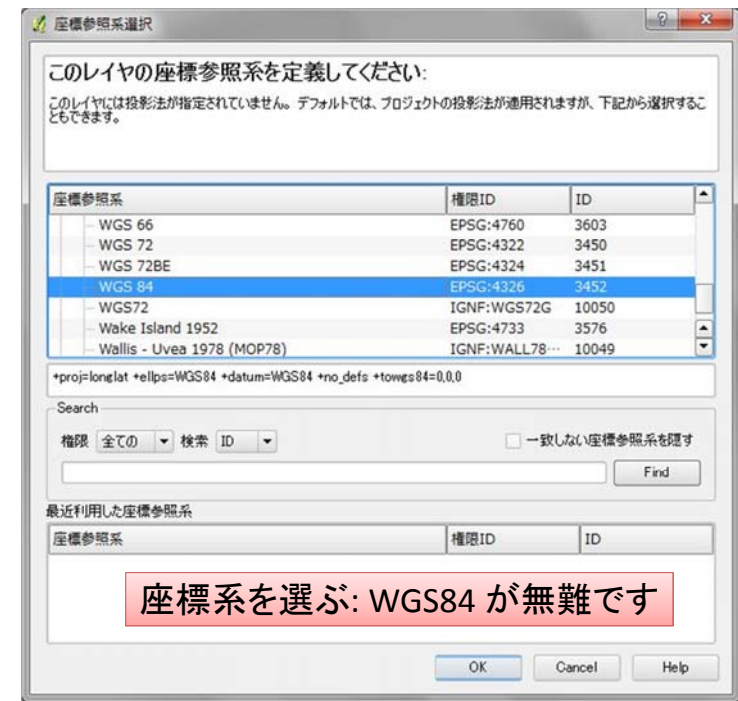 座標参照系選択
このレイヤの座標参照系を定義してください:
このレイヤには投影法が指定されていません。デフォルトでは、プロジェクトの投影法が適用されますが、下記から選択するこ
ともできます。
座標参照系 権限ID ID
WGS 66 EPSG:4760 3603
WGS 72 EPSG:4322 3450
WGS 72BE EPSG:4324 3451
WGS 84 EPSG:4326 3452
WGS72 IGNF:WGS72G 10050
Wake Island 1952 EPSG:4733 3576
Wallis - Uvea 1978 (MOP78) IGNF:WALL78… 10049
+proj=longlat +ellps=WGS84 +datum=WGS84 +no_defs +towgs84=0,0,0
Search
権限 全ての 検索 ID 一致しない座標参照系を隠す
Find
最近利用した座標参照系
座標参照系 権限ID ID
座標系を選ぶ: WGS84 が無難です
OK Cancel Help